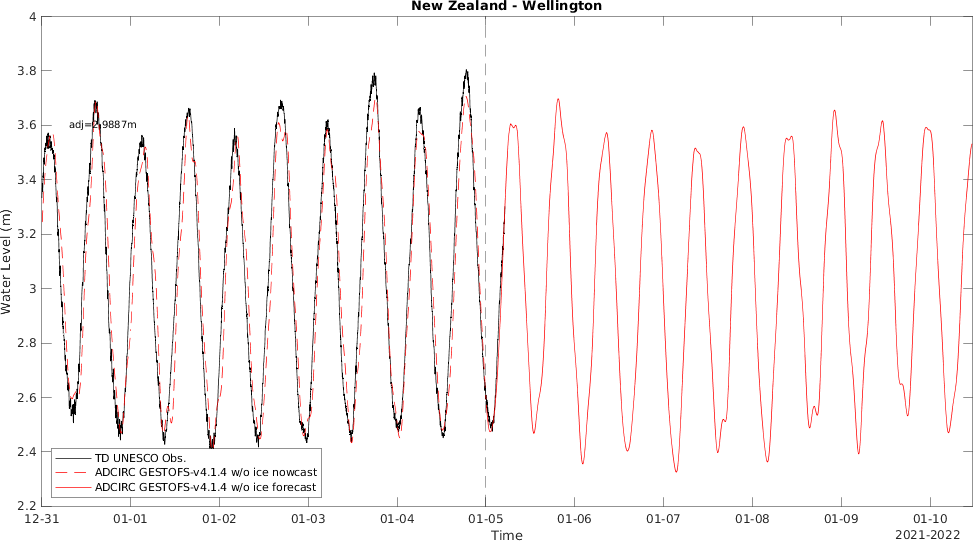 New Zealand - Wellington
4
3.8
3.6
3.4
3.2
3
2.8
2.6
2.4
2.2
Water Level (m)
adj=2.9887m
TD UNESCO Obs.
ADCIRC GESTOFS-v4.1.4 w/o ice nowcast
ADCIRC GESTOFS-v4.1.4 w/o ice forecast
12-31 01-01 01-02 01-03 01-04 01-05 01-06 01-07 01-08 01-09 01-10
Time
2021-2022